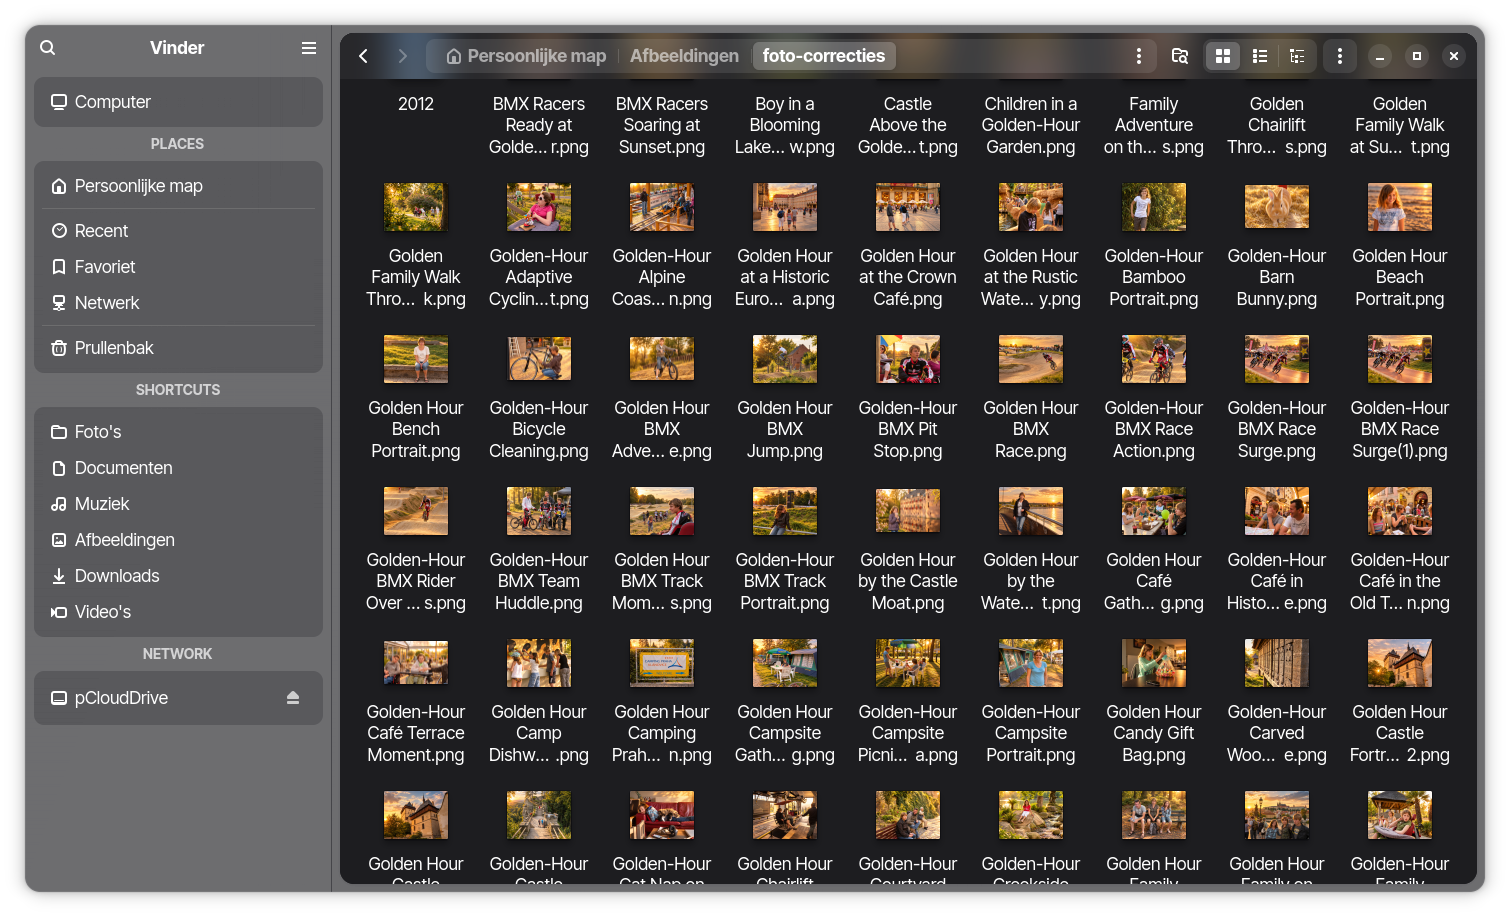 Vinder
Computer
PLACES
Persoonlijke map
Recent
Favoriet
Netwerk
Prullenbak
SHORTCUTS
Foto's
Documenten
Muziek
Afbeeldingen
Downloads
Video's
NETWORK
pCloudDrive
Persoonlijke map
Afbeeldingen
foto-correcties
2012
BMX Racers
Ready at
Golde… r.png
BMX Racers
Soaring at
Sunset.png
Boy in a
Blooming
Lake… w.png
Castle
Above the
Golde… t.png
Children in a
Golden-Hour
Garden.png
Family
Adventure
on th… s.png
Golden
Chairlift
Thro… s.png
Golden
Family Walk
at Su… t.png
Golden
Family Walk
Thro… k.png
Golden-Hour
Adaptive
Cyclin… t.png
Golden-Hour
Alpine
Coas… n.png
Golden Hour
at a Historic
Euro… a.png
Golden Hour
at the Crown
Café.png
Golden Hour
at the Rustic
Wate… y.png
Golden-Hour
Bamboo
Portrait.png
Golden-Hour
Barn
Bunny.png
Golden Hour
Beach
Portrait.png
Golden Hour
Bench
Portrait.png
Golden-Hour
Bicycle
Cleaning.png
Golden Hour
BMX
Adve… e.png
Golden Hour
BMX
Jump.png
Golden-Hour
BMX Pit
Stop.png
Golden Hour
BMX
Race.png
Golden-Hour
BMX Race
Action.png
Golden-Hour
BMX Race
Surge.png
Golden-Hour
BMX Race
Surge(1).png
Golden-Hour
BMX Rider
Over … s.png
Golden-Hour
BMX Team
Huddle.png
Golden Hour
BMX Track
Mom… s.png
Golden-Hour
BMX Track
Portrait.png
Golden Hour
by the Castle
Moat.png
Golden Hour
by the
Wate… t.png
Golden Hour
Café
Gath… g.png
Golden-Hour
Café in
Histo… e.png
Golden-Hour
Café in the
Old T… n.png
Golden-Hour
Café Terrace
Moment.png
Golden Hour
Camp
Dishw… .png
Golden Hour
Camping
Prah… n.png
Golden Hour
Campsite
Gath… g.png
Golden-Hour
Campsite
Picni… a.png
Golden-Hour
Campsite
Portrait.png
Golden Hour
Candy Gift
Bag.png
Golden-Hour
Carved
Woo… e.png
Golden Hour
Castle
Fortr… 2.png
Golden Hour
Castle
Golden-Hour
Castle
Golden-Hour
Cat Nap on
Golden Hour
Chairlift
Golden-Hour
Courtyard
Golden-Hour
Creekside
Golden Hour
Family
Golden Hour
Family on
Golden-Hour
Family